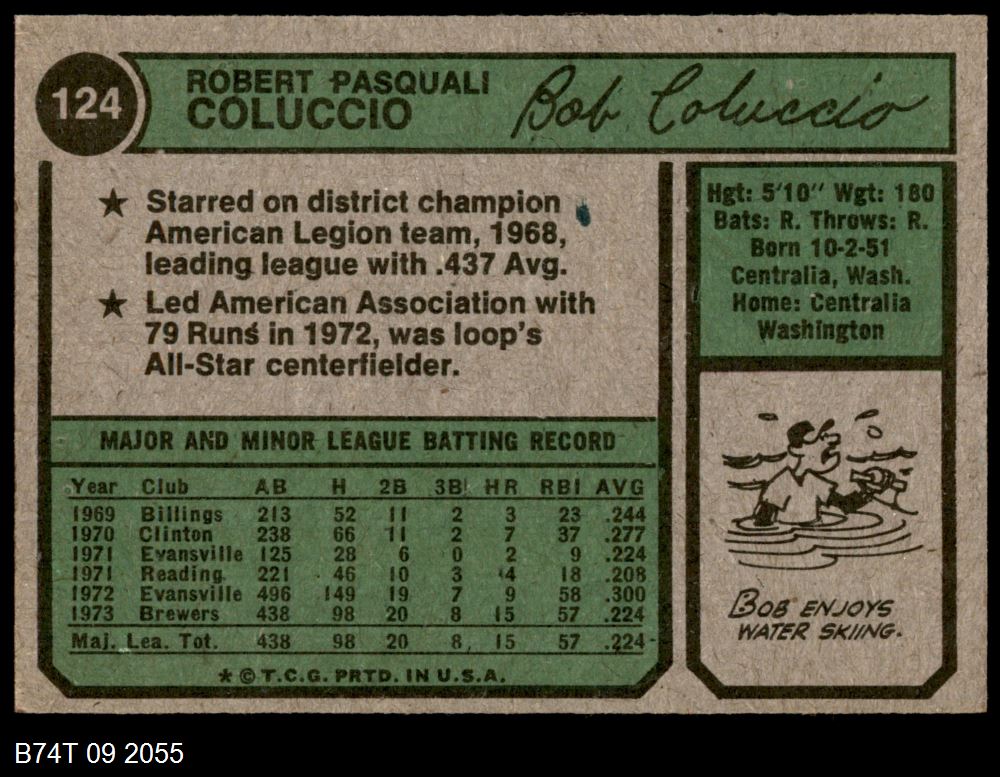 124
ROBERT PASQUALI
COLUCCIO
Bob Coluccio
★ Starred on district champion
American Legion team, 1968,
leading league with .437 Avg.
★ Led American Association with
79 Runs in 1972, was loop's
All-Star centerfielder.
Hgt: 5'10" Wgt: 180
Bats: R. Throws: R.
Born 10-2-51
Centralia, Wash.
Home: Centralia
Washington
MAJOR AND MINOR LEAGUE BATTING RECORD
Year Club AB H 2B 3B HR RBI AVG
1969 Billings 213 52 11 2 3 23 .244
1970 Clinton 238 66 11 2 7 37 .277
1971 Evansville 125 28 6 0 2 9 .224
1971 Reading 221 46 10 3 4 18 .208
1972 Evansville 496 149 19 7 9 58 .300
1973 Brewers 438 98 20 8 15 57 .224
Maj. Lea. Tot. 438 98 20 8 15 57 .224
★ © T.C.G. PRTD. IN U.S.A.
BOB ENJOYS
WATER SKIING.
B74T 09 2055